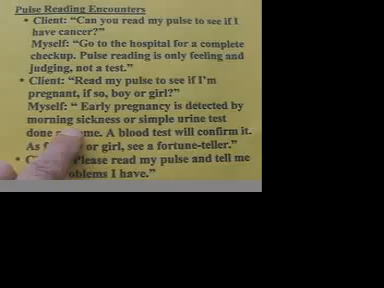 Pulse Reading Encounters
• Client: “Can you read my pulse to see if I
have cancer?”
Myself: “Go to the hospital for a complete
checkup. Pulse reading is only feeling and
judging, not a test.”
• Client: “Read my pulse to see if I’m
pregnant, if so, boy or girl?”
Myself: “ Early pregnancy is detected by
morning sickness or simple urine test
done me. A blood test will confirm it.
As or girl, see a fortune-teller.”
• Please read my pulse and tell me
I have.”